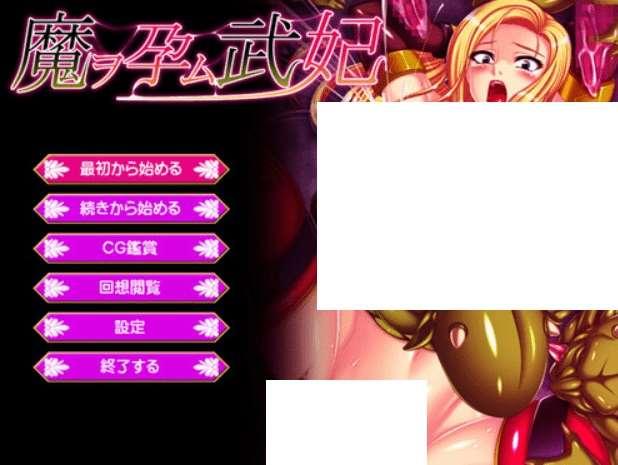 魔ヲ孕ム武妃
最初から始める
続きから始める
CG鑑賞
回想閲覧
設定
終了する